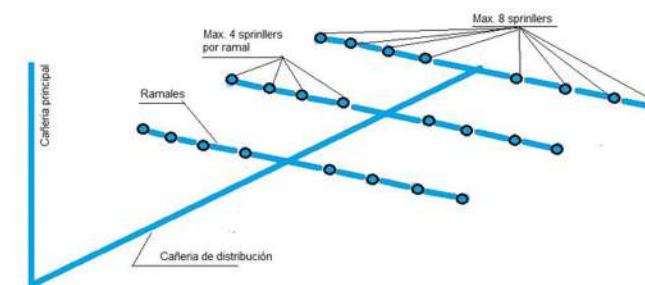 Max. 8 sprinllers
Max. 4 sprinllers
por ramal
Ramales
Cañeria principal
Cañeria de distribución